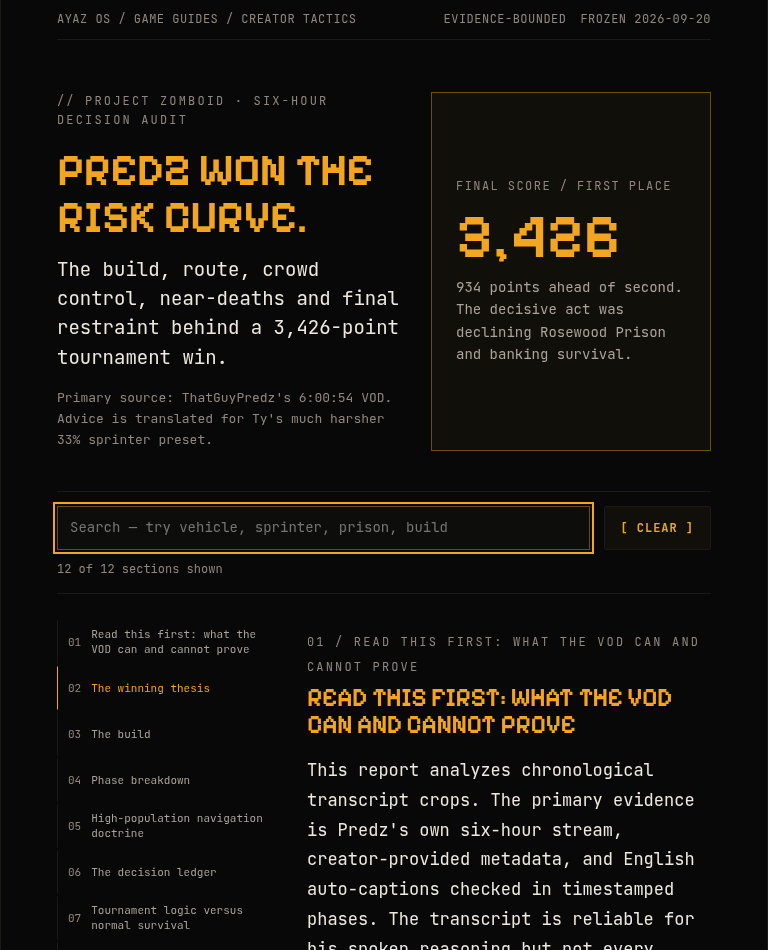 AYAZ OS / GAME GUIDES / CREATOR TACTICS
EVIDENCE-BOUNDED FROZEN 2026-09-20
// PROJECT ZOMBOID · SIX-HOUR
DECISION AUDIT
PREDZ WON THE
RISK CURVE.
The build, route, crowd
control, near-deaths and final
restraint behind a 3,426-point
tournament win.
Primary source: ThatGuyPredz's 6:00:54 VOD.
Advice is translated for Ty's much harsher
33% sprinter preset.
FINAL SCORE / FIRST PLACE
3,426
934 points ahead of second.
The decisive act was
declining Rosewood Prison
and banking survival.
Search — try vehicle, sprinter, prison, build
[ CLEAR ]
12 of 12 sections shown
01 Read this first: what the
VOD can and cannot prove
02 The winning thesis
03 The build
04 Phase breakdown
05 High-population navigation
doctrine
06 The decision ledger
07 Tournament logic versus
normal survival
01 / READ THIS FIRST: WHAT THE VOD CAN AND
CANNOT PROVE
READ THIS FIRST: WHAT THE VOD
CAN AND CANNOT PROVE
This report analyzes chronological
transcript crops. The primary evidence
is Predz's own six-hour stream,
creator-provided metadata, and English
auto-captions checked in timestamped
phases. The transcript is reliable for
his spoken reasoning but not every